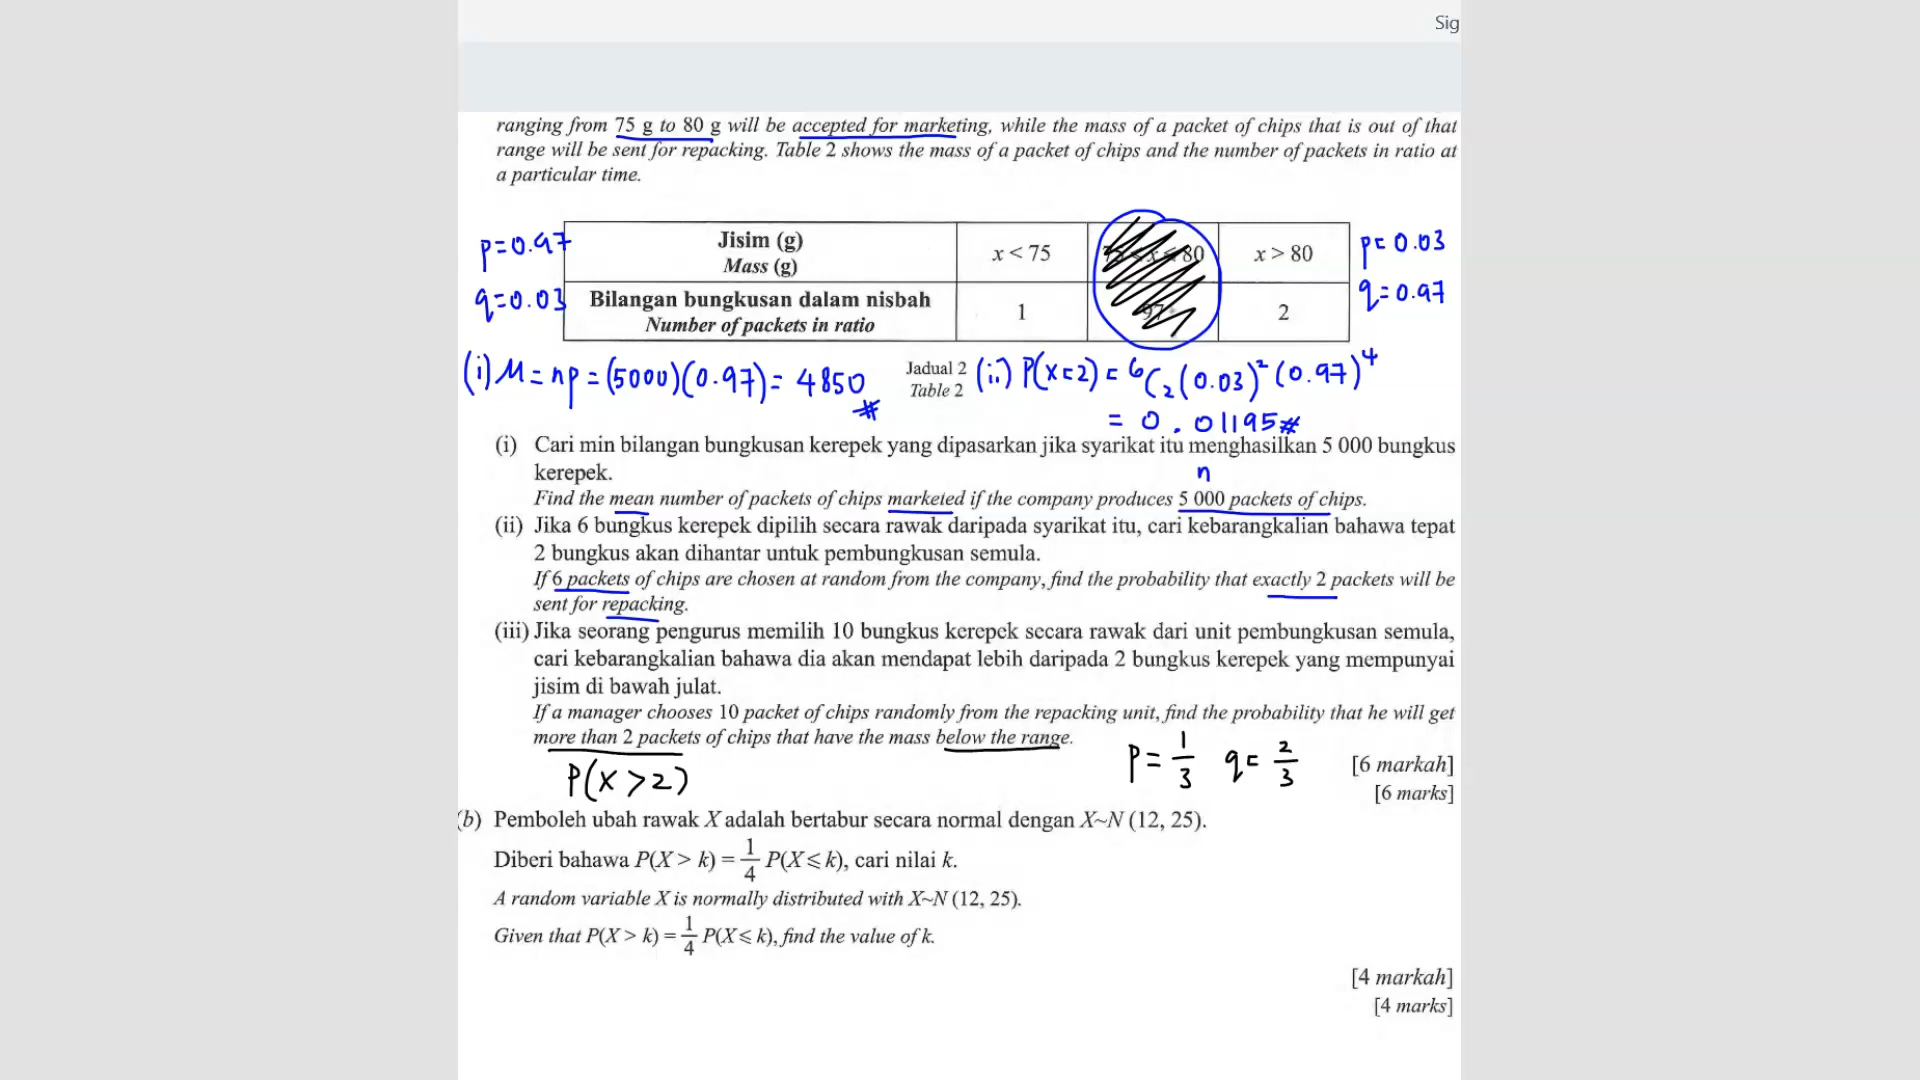 Sig
ranging from 75 g to 80 g will be accepted for marketing, while the mass of a packet of chips that is out of that
range will be sent for repacking. Table 2 shows the mass of a packet of chips and the number of packets in ratio at
a particular time.
p=0.97
q=0.03
Jisim (g)
Mass (g)
x < 75
80
x > 80
Bilangan bungkusan dalam nisbah
Number of packets in ratio
1
97
2
p=0.03
q=0.97
(i) μ = np = (5000)(0.97) = 4850 #
Jadual 2
Table 2
(ii) P(X=2) = ⁶C₂(0.03)²(0.97)⁴
= 0.01195 #
(i) Cari min bilangan bungkusan kerepek yang dipasarkan jika syarikat itu menghasilkan 5 000 bungkus
kerepek.
n
Find the mean number of packets of chips marketed if the company produces 5 000 packets of chips.
(ii) Jika 6 bungkus kerepek dipilih secara rawak daripada syarikat itu, cari kebarangkalian bahawa tepat
2 bungkus akan dihantar untuk pembungkusan semula.
If 6 packets of chips are chosen at random from the company, find the probability that exactly 2 packets will be
sent for repacking.
(iii) Jika seorang pengurus memilih 10 bungkus kerepek secara rawak dari unit pembungkusan semula,
cari kebarangkalian bahawa dia akan mendapat lebih daripada 2 bungkus kerepek yang mempunyai
jisim di bawah julat.
If a manager chooses 10 packet of chips randomly from the repacking unit, find the probability that he will get
more than 2 packets of chips that have the mass below the range.
P(X>2)
p = 1/3 q = 2/3
[6 markah]
[6 marks]
(b) Pemboleh ubah rawak X adalah bertabur secara normal dengan X~N (12, 25).
Diberi bahawa P(X > k) = 1/4 P(X ⩽ k), cari nilai k.
A random variable X is normally distributed with X~N (12, 25).
Given that P(X > k) = 1/4 P(X ⩽ k), find the value of k.
[4 markah]
[4 marks]